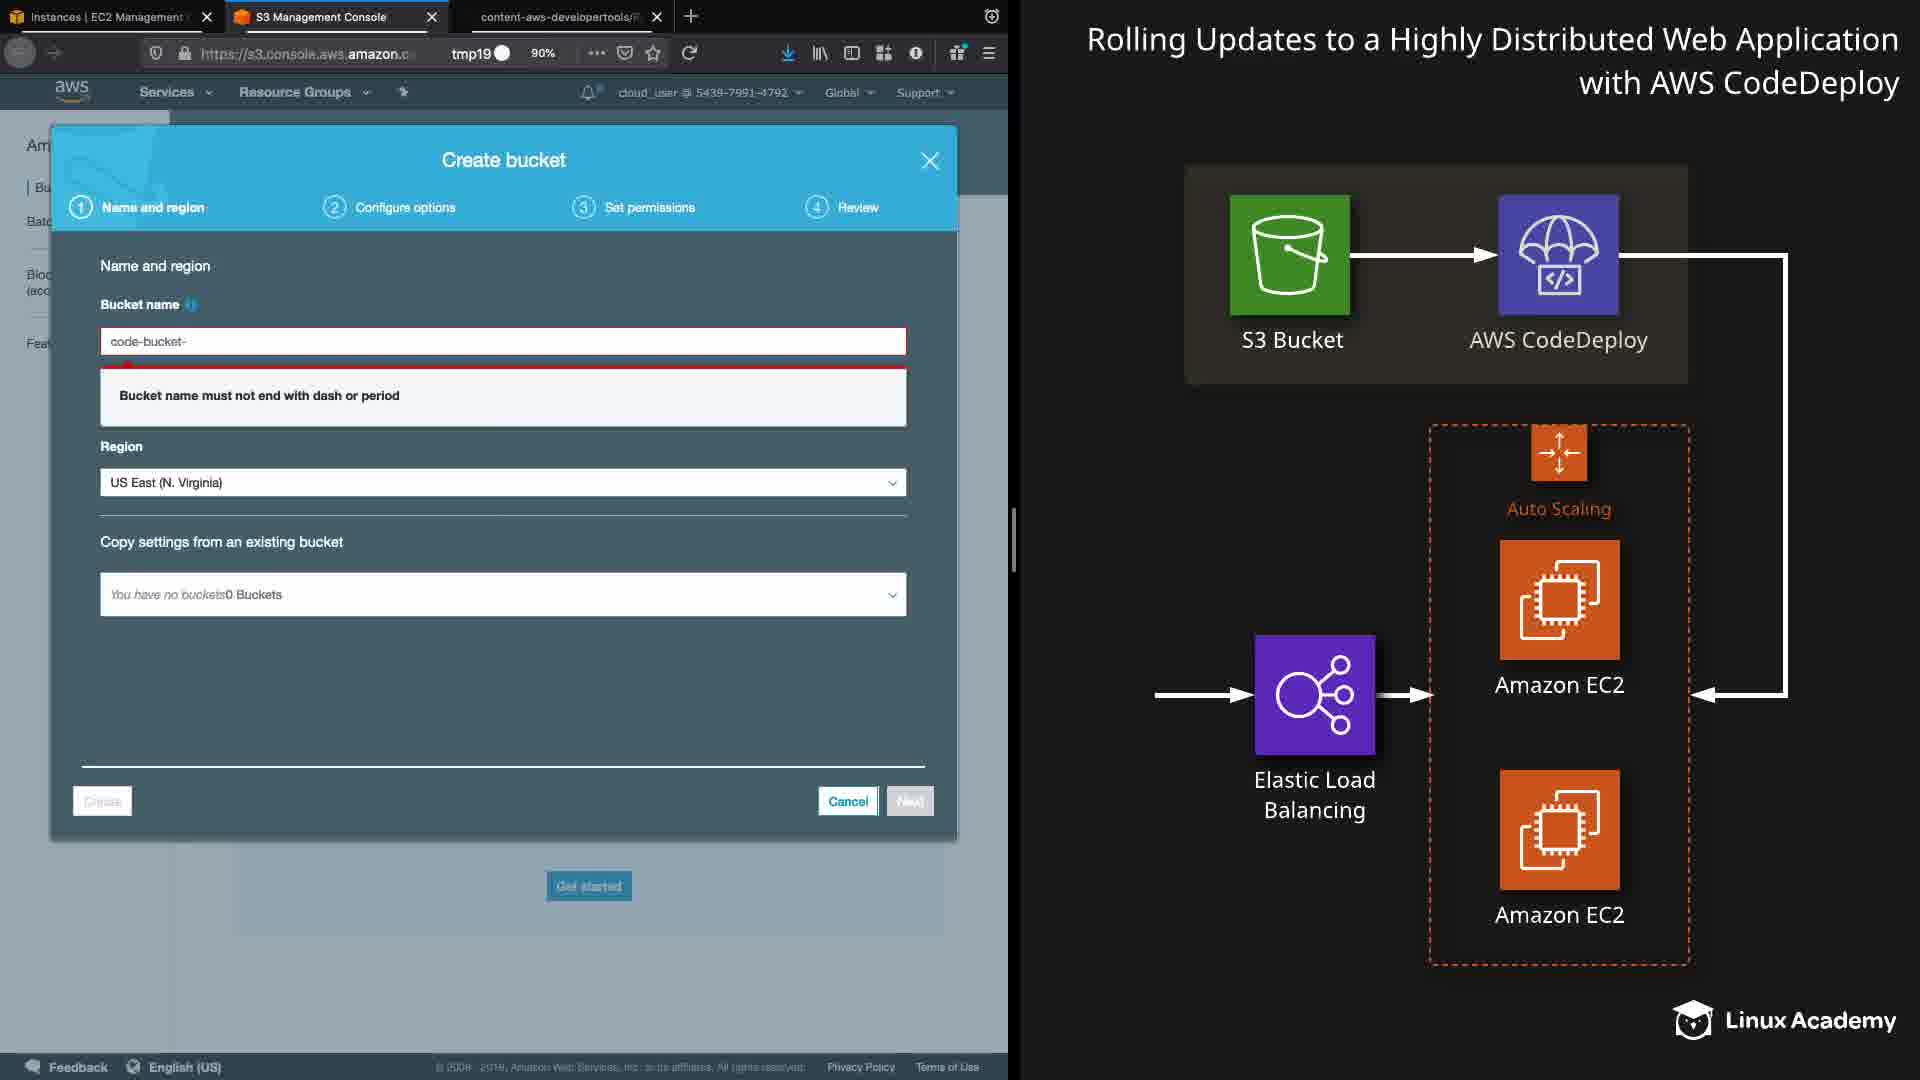 Instances | EC2 Management
S3 Management Console
content-aws-developertools/
https://s3.console.aws.amazon.c
tmp19
90%
aws
Services
Resource Groups
cloud_user @ 5439-7991-4792
Global
Support
Am
Bu
Batc
Bloc
(acc
Feat
Create bucket
1 Name and region
2 Configure options
3 Set permissions
4 Review
Name and region
Bucket name
code-bucket-
Bucket name must not end with dash or period
Region
US East (N. Virginia)
Copy settings from an existing bucket
You have no buckets0 Buckets
Create
Cancel
Next
Get started
Feedback
English (US)
Amazon Web Services, Inc. or its affiliates. All rights reserved.
Privacy Policy
Terms of Use
Rolling Updates to a Highly Distributed Web Application
with AWS CodeDeploy
S3 Bucket
</>
AWS CodeDeploy
Auto Scaling
Amazon EC2
Elastic Load
Balancing
Amazon EC2
Linux Academy